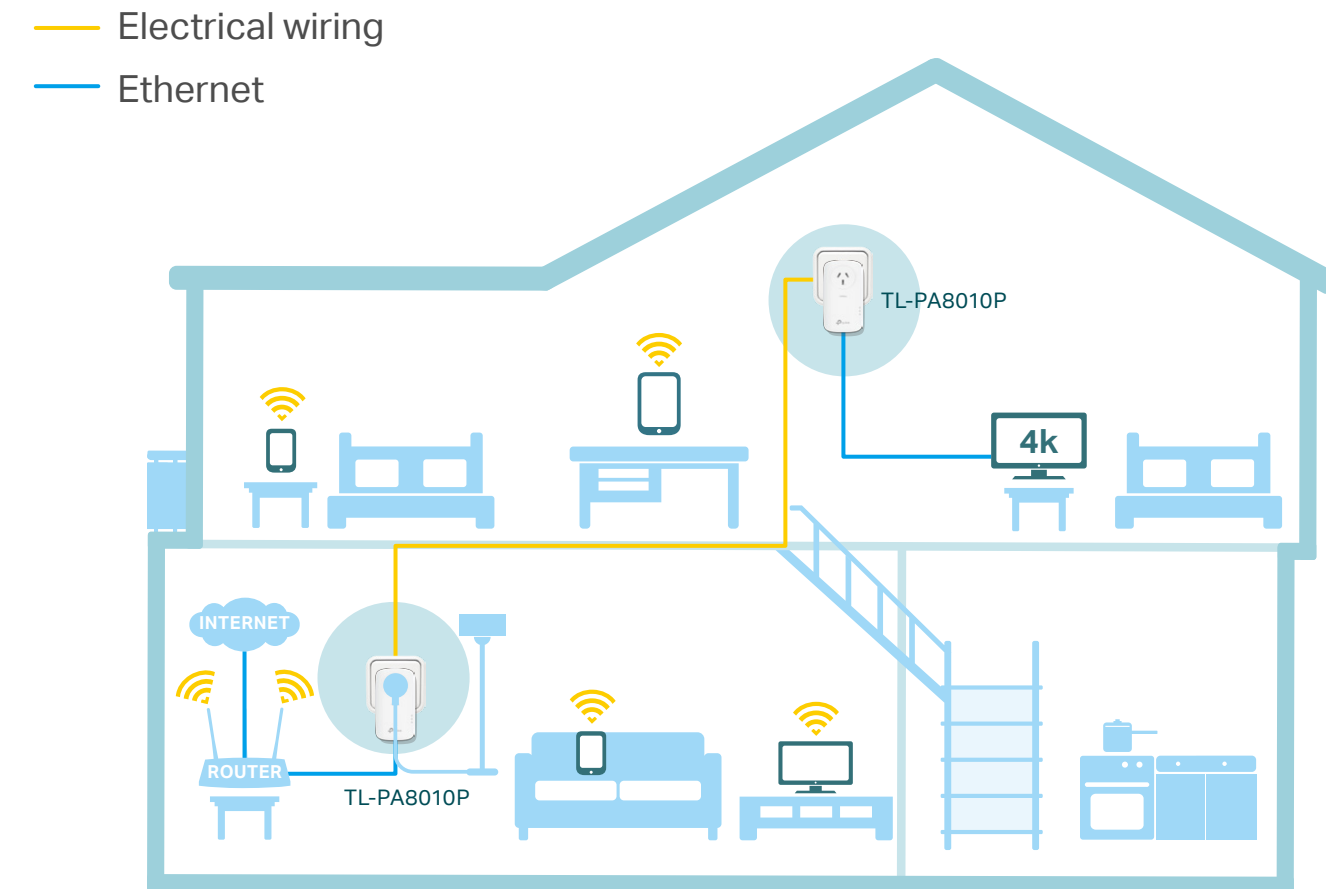 Electrical wiring
Ethernet
TL-PA8010P
4k
INTERNET
ROUTER
TL-PA8010P